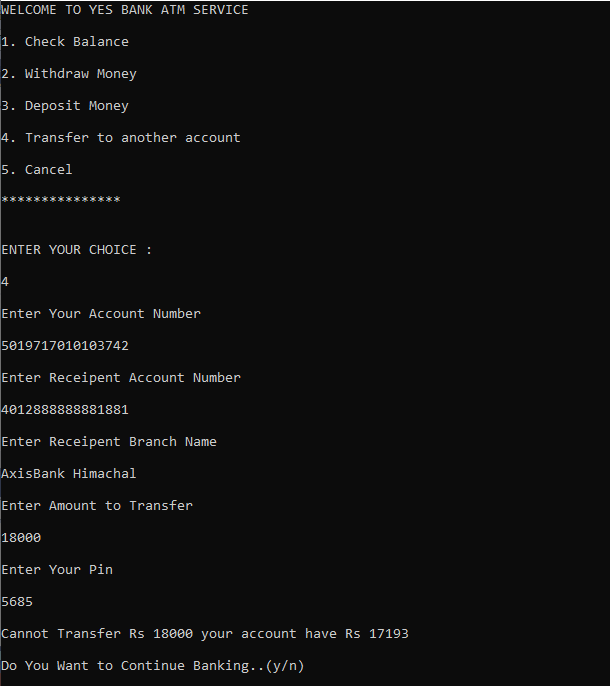 WELCOME TO YES BANK ATM SERVICE
1. Check Balance
2. Withdraw Money
3. Deposit Money
4. Transfer to another account
5. Cancel
***************
ENTER YOUR CHOICE :
4
Enter Your Account Number
5019717010103742
Enter Receipent Account Number
4012888888881881
Enter Receipent Branch Name
AxisBank Himachal
Enter Amount to Transfer
18000
Enter Your Pin
5685
Cannot Transfer Rs 18000 your account have Rs 17193
Do You Want to Continue Banking..(y/n)